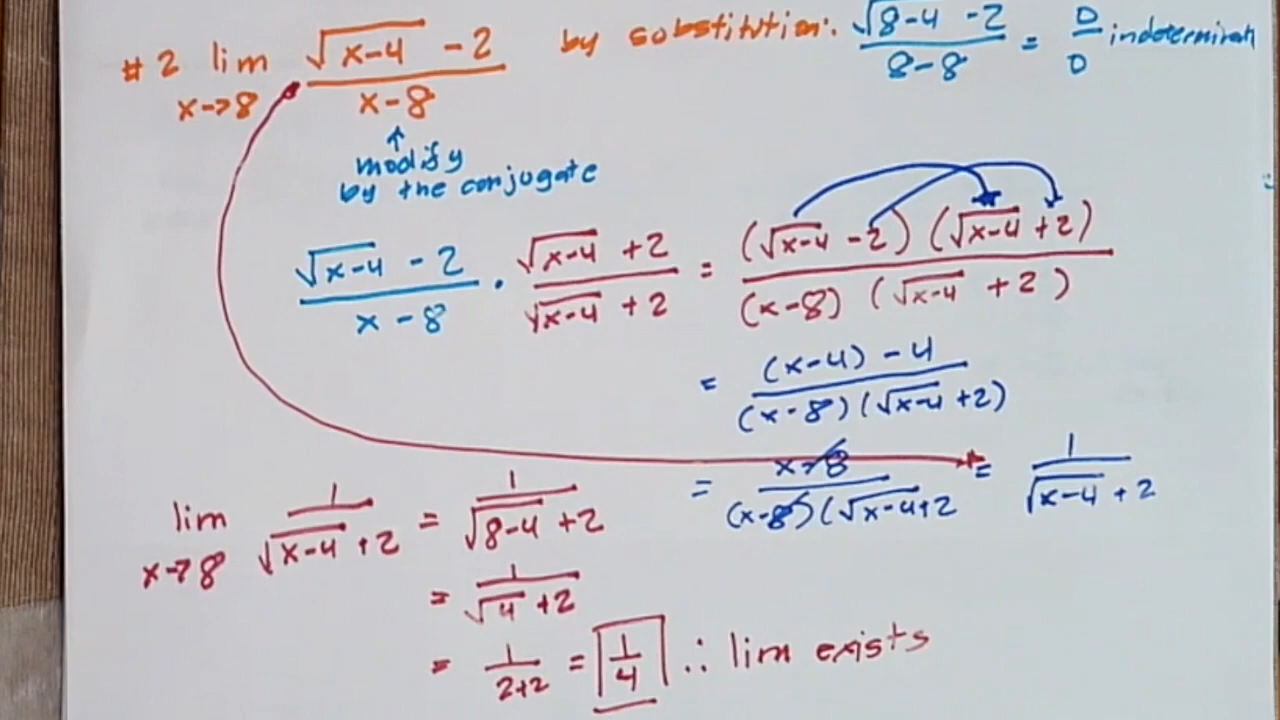 #2 lim x→8 (√(x-4) - 2)/(x-8) by substitution: (√(8-4 -2))/(8-8) = 0/0 indeterminate
↑
modify
by the conjugate
(√(x-4) - 2)/(x-8) · (√(x-4) +2)/(√(x-4) +2) = ((√(x-4) -2)(√(x-4) +2))/((x-8)(√(x-4) +2))
= ((x-4) -4)/((x-8)(√(x-4) +2))
= (x-8)/((x-8)(√(x-4)+2) = 1/(√(x-4) +2)
lim x→8 1/(√(x-4) +2) = 1/(√(8-4) +2)
= 1/(√4 +2)
= 1/(2+2) = 1/4 ∴ lim exists